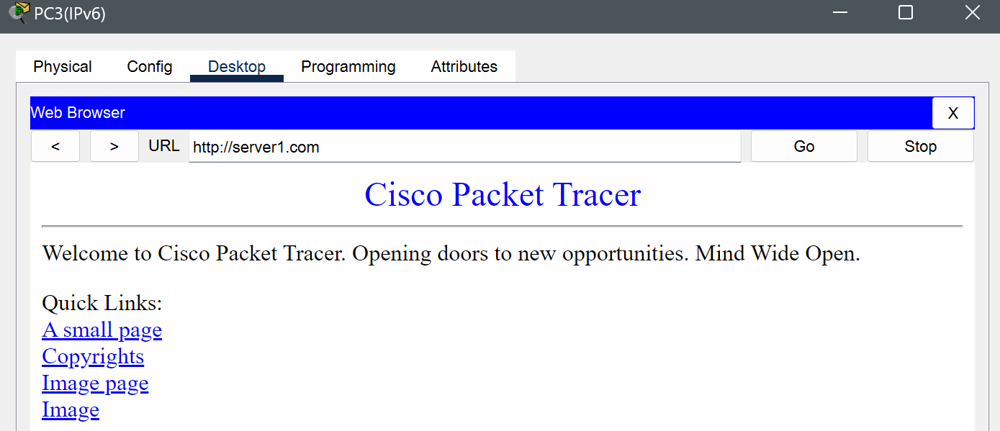 PC3(IPv6)
Physical Config Desktop Programming Attributes
Web Browser X
< > URL http://server1.com Go Stop
Cisco Packet Tracer
Welcome to Cisco Packet Tracer. Opening doors to new opportunities. Mind Wide Open.
Quick Links:
A small page
Copyrights
Image page
Image